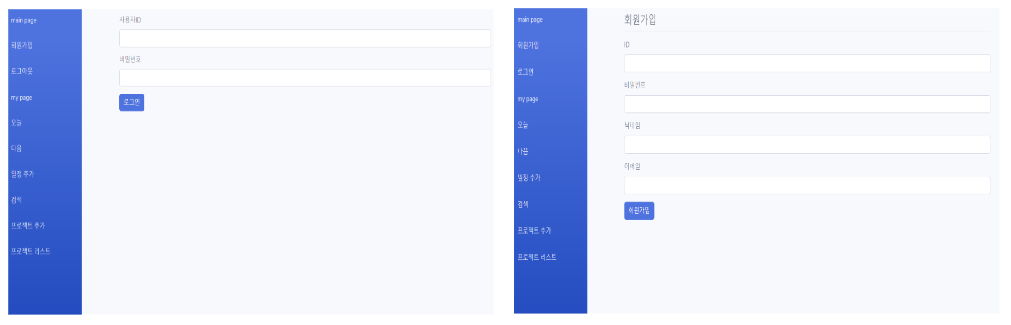 main page
회원가입
로그아웃
my page
오늘
다음
일정 추가
검색
프로젝트 추가
프로젝트 리스트
사용자ID
비밀번호
로그인
main page
회원가입
로그인
my page
오늘
다음
일정 추가
검색
프로젝트 추가
프로젝트 리스트
회원가입
ID
비밀번호
닉네임
이메일
회원가입